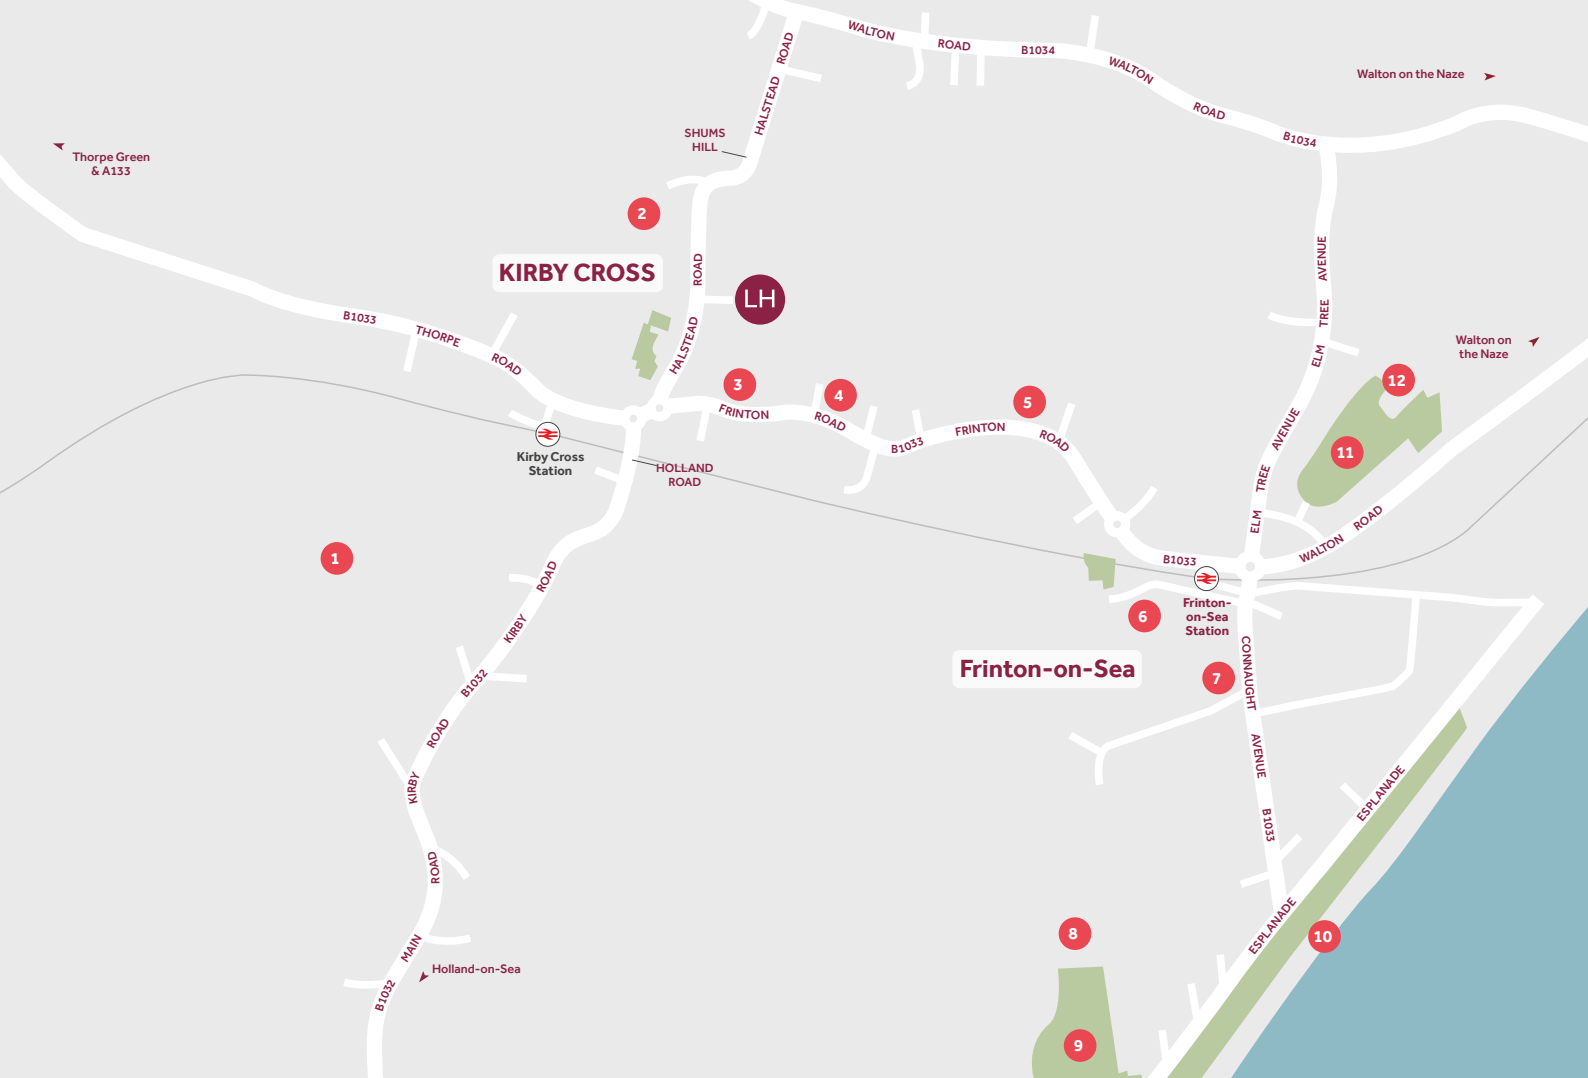 WALTON
ROAD
B1034
WALTON
ROAD
B1034
Walton on the Naze
HALSTEAD
ROAD
SHUMS
HILL
Thorpe Green
& A133
2
KIRBY CROSS
LH
HALSTEAD
ROAD
B1033
THORPE
ROAD
ELM
TREE
AVENUE
Walton on
the Naze
12
11
3
4
5
FRINTON
ROAD
B1033
FRINTON
ROAD
Kirby Cross
Station
HOLLAND
ROAD
ELM
TREE
AVENUE
WALTON
ROAD
1
B1033
Frinton-
on-Sea
Station
6
Frinton-on-Sea
7
KIRBY
ROAD
B1032
KIRBY
ROAD
CONNAUGHT
AVENUE
B1033
ESPLANADE
ESPLANADE
8
10
B1032
MAIN
ROAD
Holland-on-Sea
9